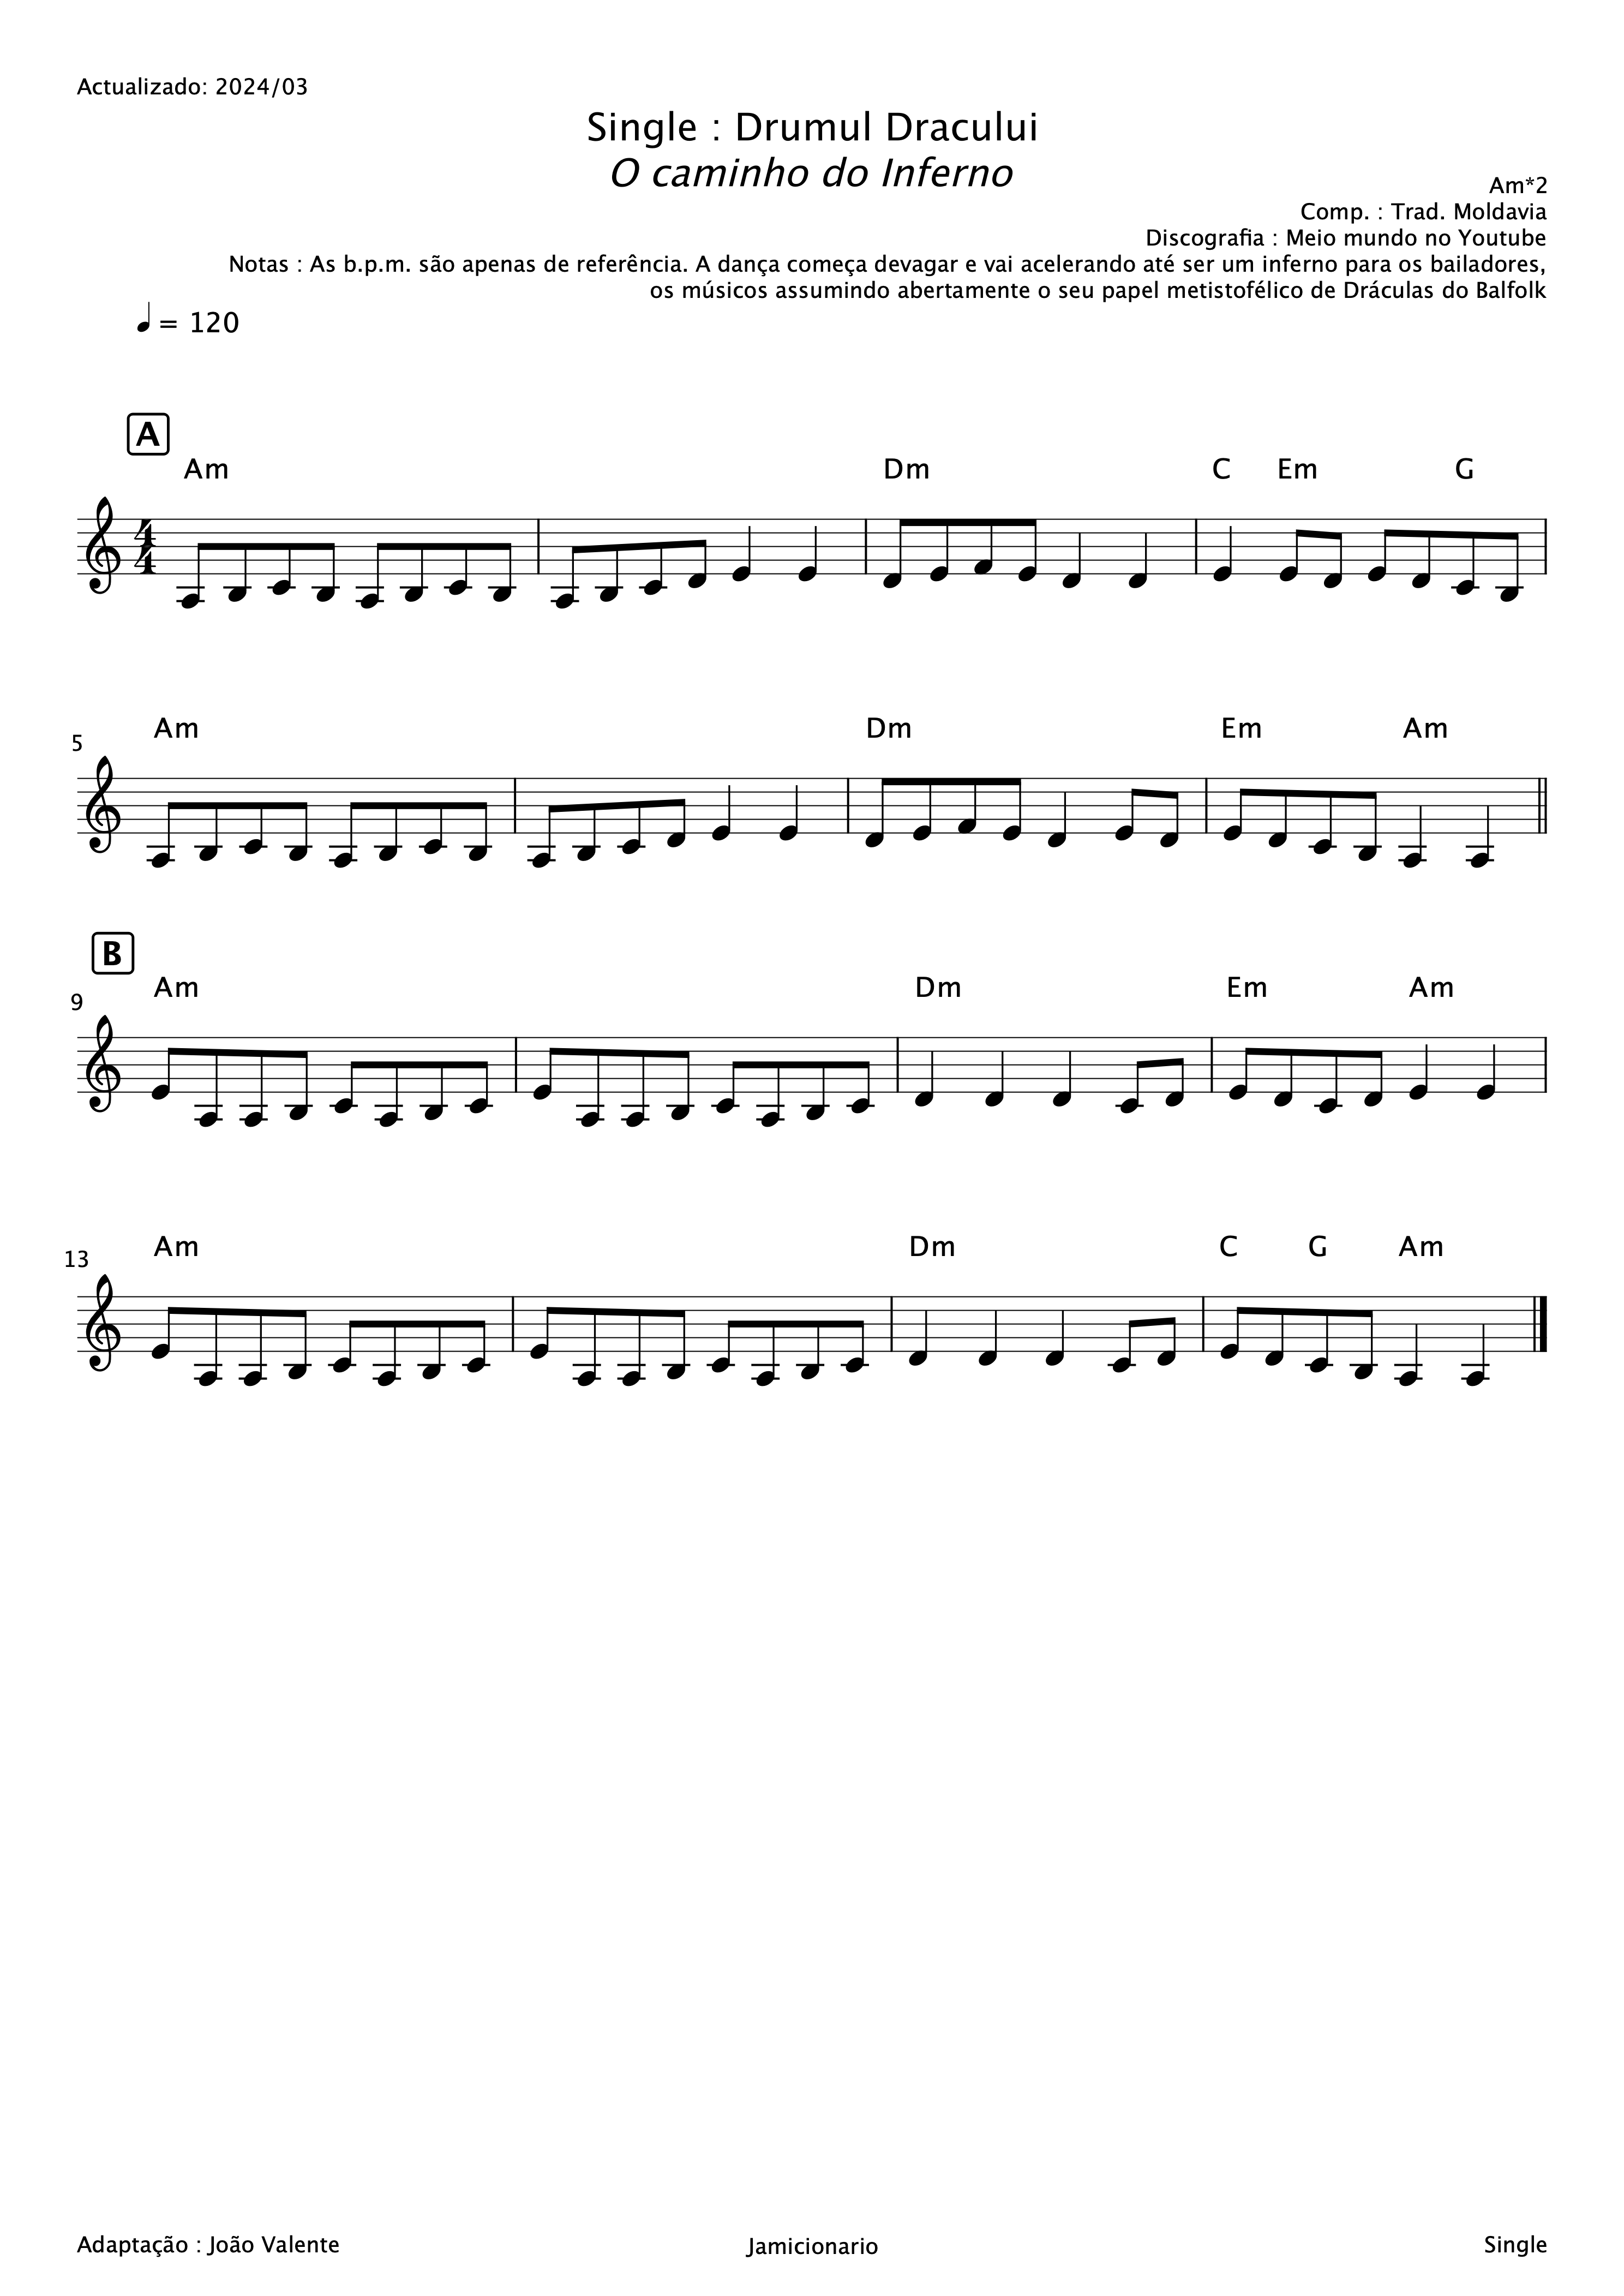 Actualizado: 2024/03
Single : Drumul Dracului
O caminho do Inferno
Am*2
Comp. : Trad. Moldavia
Discografia : Meio mundo no Youtube
Notas : As b.p.m. são apenas de referência. A dança começa devagar e vai acelerando até ser um inferno para os bailadores,
os músicos assumindo abertamente o seu papel metistofélico de Dráculas do Balfolk
= 120
A
Am Dm C Em G
4
4
5
Am Dm Em Am
B
9
Am Dm Em Am
13
Am Dm C G Am
Adaptação : João Valente
Jamicionario
Single